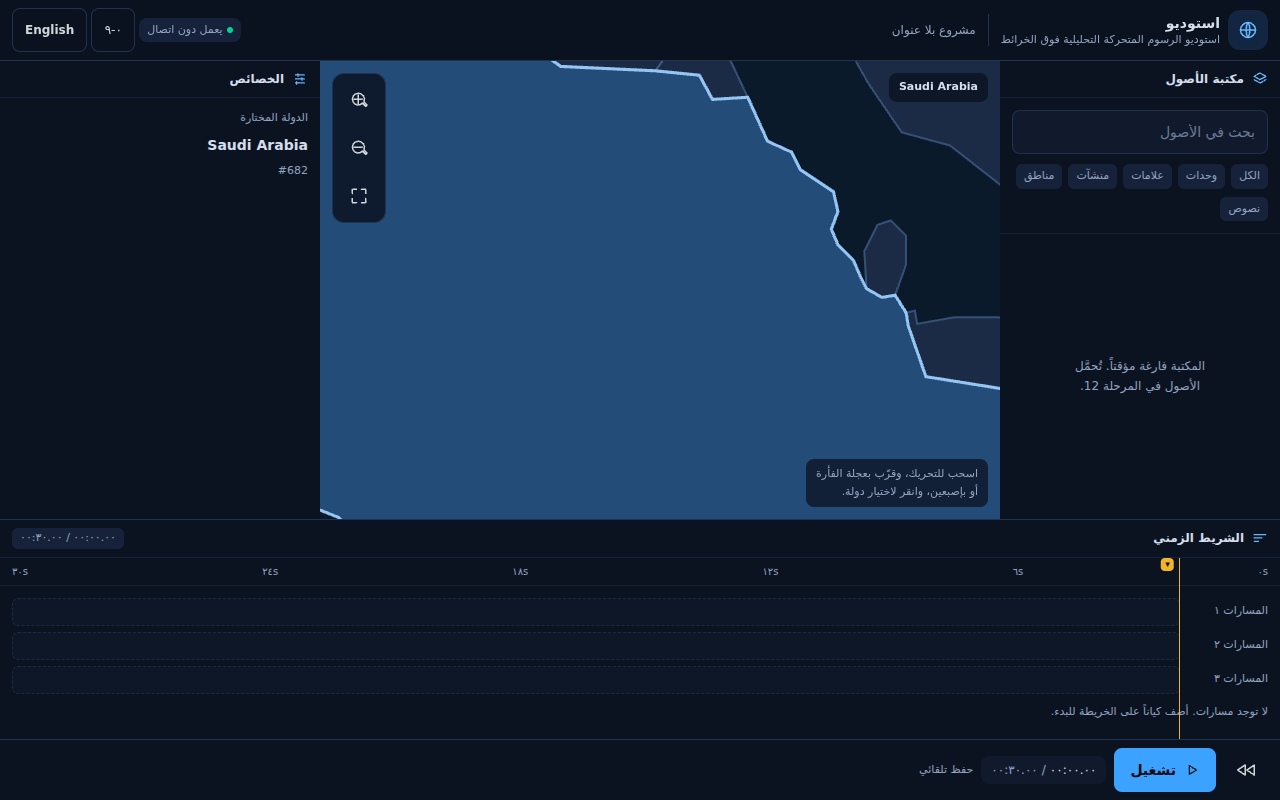 استوديو
استوديو الرسوم المتحركة التحليلية فوق الخرائط
مشروع بلا عنوان
يعمل دون اتصال
٠-٩
English
مكتبة الأصول
بحث في الأصول
الكل
وحدات
علامات
منشآت
مناطق
نصوص
المكتبة فارغة مؤقتاً. تُحمَّل
الأصول في المرحلة 12.
Saudi Arabia
اسحب للتحريك، وقرّب بعجلة الفأرة
أو بإصبعين، وانقر لاختيار دولة.
الخصائص
الدولة المختارة
Saudi Arabia
#682
الشريط الزمني
٠٠:٠٠.٠٠ / ٠٠:٣٠.٠٠
٠s
٦s
١٢s
١٨s
٢٤s
٣٠s
المسارات ١
المسارات ٢
المسارات ٣
لا توجد مسارات. أضف كياناً على الخريطة للبدء.
تشغيل
٠٠:٠٠.٠٠ / ٠٠:٣٠.٠٠
حفظ تلقائي